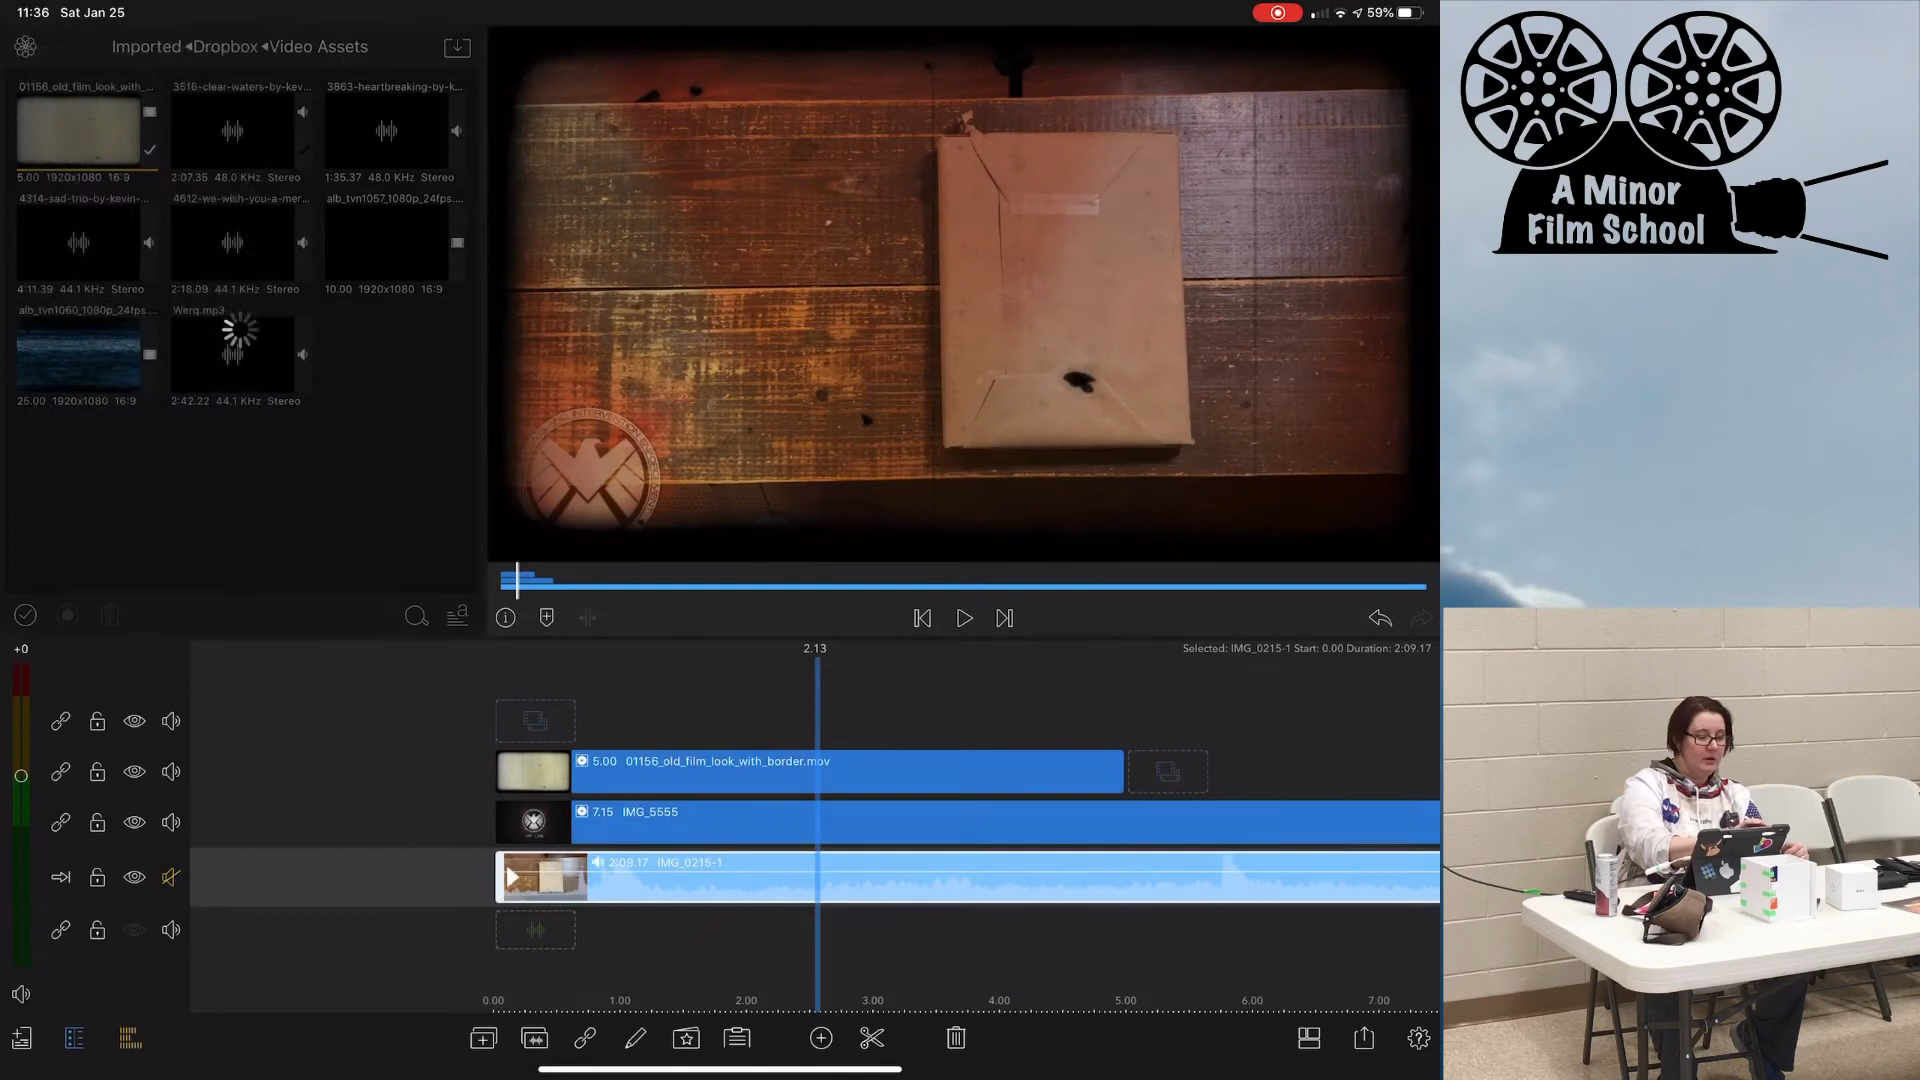 11:36 Sat Jan 25
59%
Imported ◂Dropbox ◂Video Assets
01156_old_film_look_with_...
3516-clear-waters-by-kev...
3863-heartbreaking-by-k...
5.00 1920x1080 16:9
2:07.35 48.0 KHz Stereo
1:35.37 48.0 KHz Stereo
4314-sad-trio-by-kevin-...
4612-we-wish-you-a-mer...
alb_tvn1057_1080p_24fps....
4:11.39 44.1 KHz Stereo
2:18.09 44.1 KHz Stereo
10.00 1920x1080 16:9
alb_tvn1060_1080p_24fps....
Werq.mp3
25.00 1920x1080 16:9
2:42.22 44.1 KHz Stereo
A Minor
Film School
+0
2.13
Selected: IMG_0215-1 Start: 0.00 Duration: 2:09.17
5.00 01156_old_film_look_with_border.mov
7.15 IMG_5555
2:09.17 IMG_0215-1
0.00 1.00 2.00 3.00 4.00 5.00 6.00 7.00